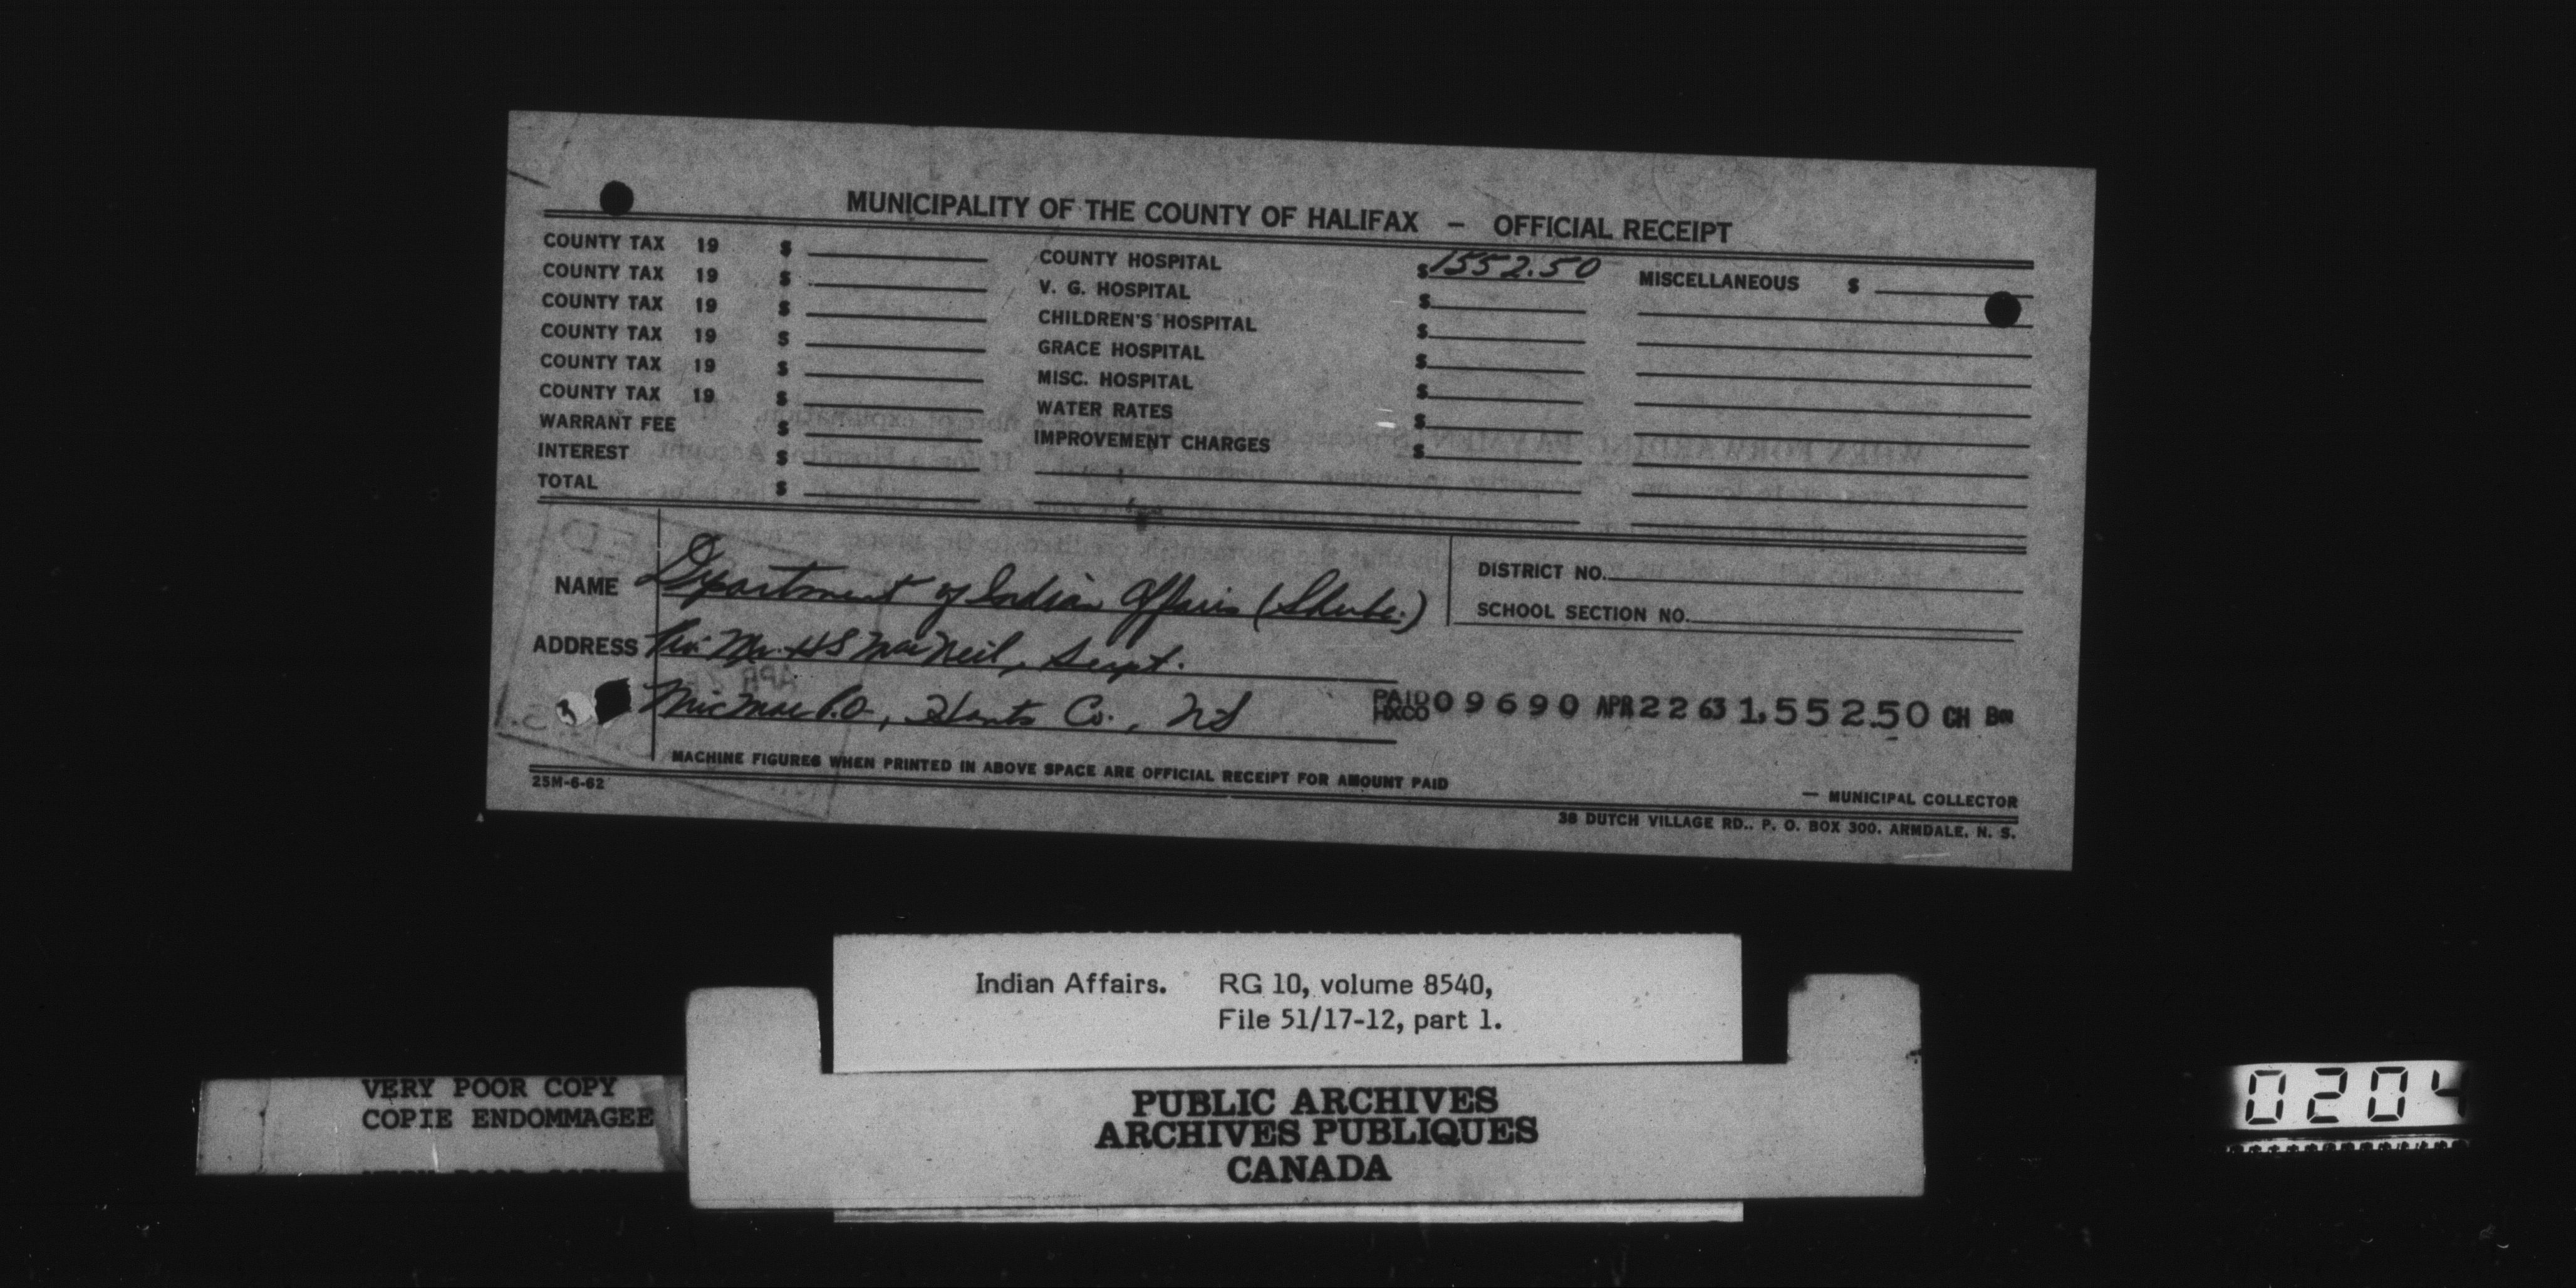 MUNICIPALITY OF THE COUNTY OF HALIFAX — OFFICIAL RECEIPT
COUNTY TAX 19 $
COUNTY TAX 19 $
COUNTY TAX 19 $
COUNTY TAX 19 $
COUNTY TAX 19 $
COUNTY TAX 19 $
WARRANT FEE $
INTEREST $
TOTAL $
COUNTY HOSPITAL $1552.50
V. G. HOSPITAL $
CHILDREN'S HOSPITAL $
GRACE HOSPITAL $
MISC. HOSPITAL $
WATER RATES $
IMPROVEMENT CHARGES $
MISCELLANEOUS $
NAME Department of Indian Affairs (Shube.)
ADDRESS Mr. HS MacNeil, Supt.
MicMac P.O., Hants Co., NS
DISTRICT NO.
SCHOOL SECTION NO.
PAID HXCO 09690 APR 22 63 1,552.50 CH
MACHINE FIGURES WHEN PRINTED IN ABOVE SPACE ARE OFFICIAL RECEIPT FOR AMOUNT PAID
25M-6-62
— MUNICIPAL COLLECTOR
38 DUTCH VILLAGE RD., P. O. BOX 300, ARMDALE, N. S.
Indian Affairs. RG 10, volume 8540,
File 51/17-12, part 1.
VERY POOR COPY
COPIE ENDOMMAGEE
PUBLIC ARCHIVES
ARCHIVES PUBLIQUES
CANADA
0204